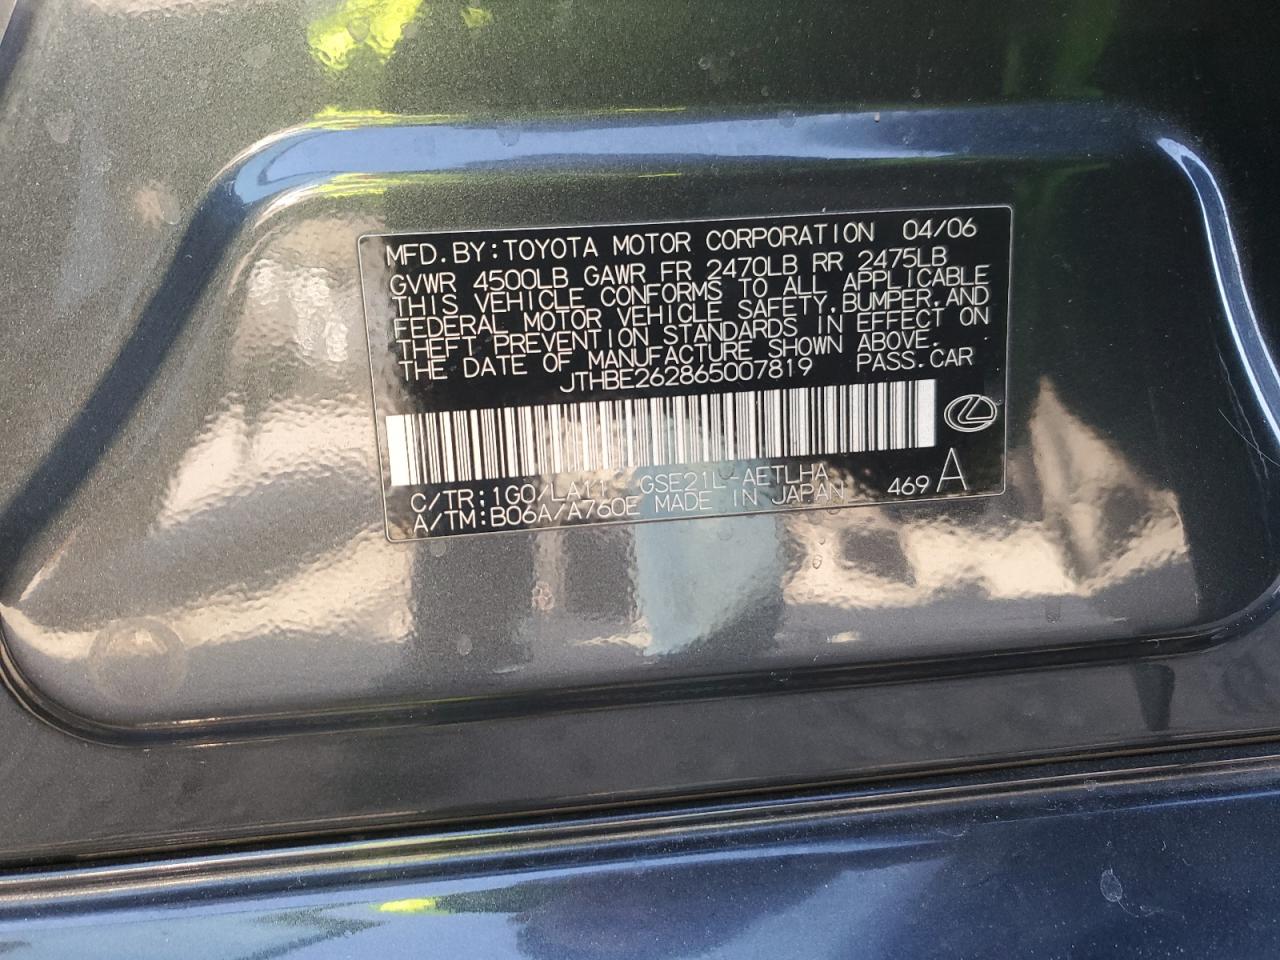 MFD.BY:TOYOTA MOTOR CORPORATION 04/06
GVWR 4500LB GAWR FR 2470LB RR 2475LB
THIS VEHICLE CONFORMS TO ALL APPLICABLE
FEDERAL MOTOR VEHICLE SAFETY,BUMPER,AND
THEFT PREVENTION STANDARDS IN EFFECT ON
THE DATE OF MANUFACTURE SHOWN ABOVE.
JTHBE262865007819 PASS.CAR
C/TR:1G0/LA11 GSE21L-AETLHA
A/TM:B06A/A760E MADE IN JAPAN 469 A